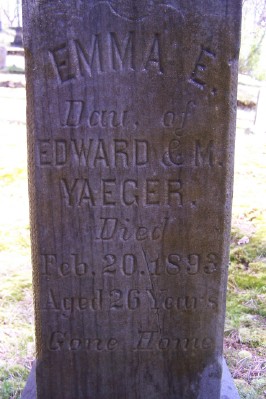 EMMA E.
Dau. of
EDWARD & M.
YAEGER.
Died
Feb. 20. 1893
Aged 26 Years
Gone Home